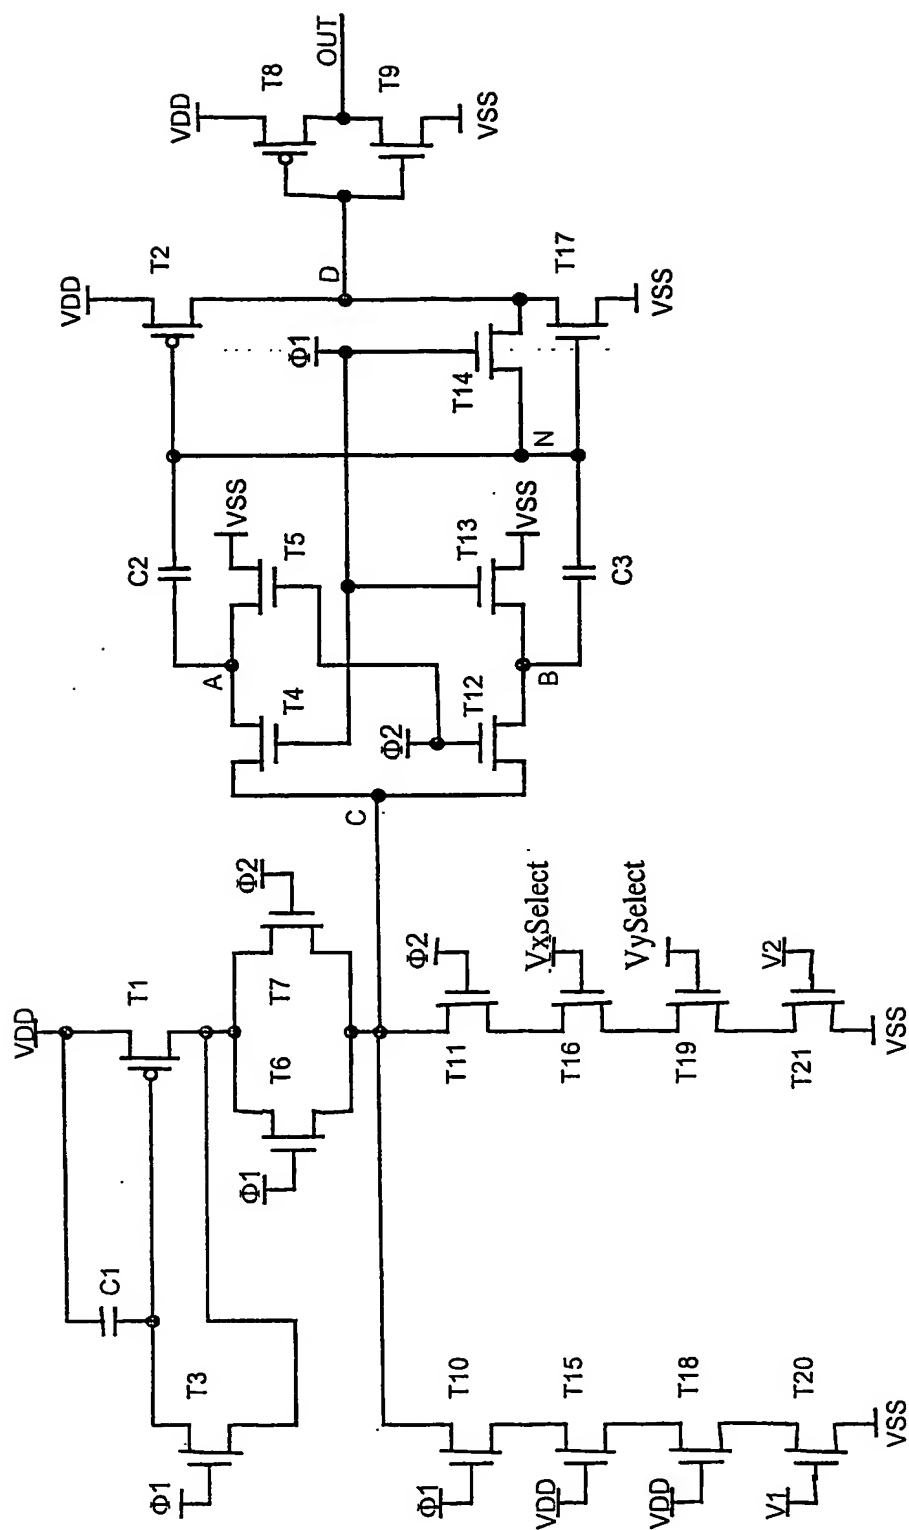 VDD
VDD
T8
OUT
T9
VSS
T2
D
VDD
T17
VSS
Φ1
T14
N
C2
VSS
T5
T13
VSS
C3
A
T4
Φ2
T12
B
C
Φ2
Φ2
VxSelect
VySelect
V2
VDD
T1
T7
T6
T11
T16
T19
T21
VSS
Φ1
C1
T3
T10
T15
T18
T20
Φ1
Φ1
VDD
VDD
V1
VSS